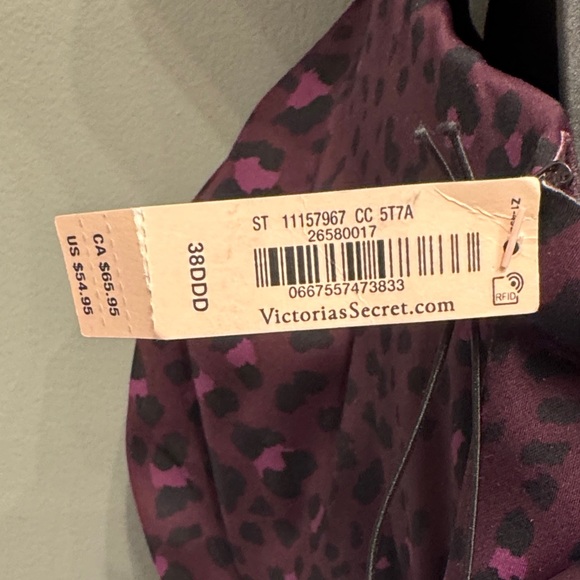 ST 11157967 CC 5T7A
26580017
0667557473833
VictoriasSecret.com
38DDD
CA $65.95
US $54.95
RFID